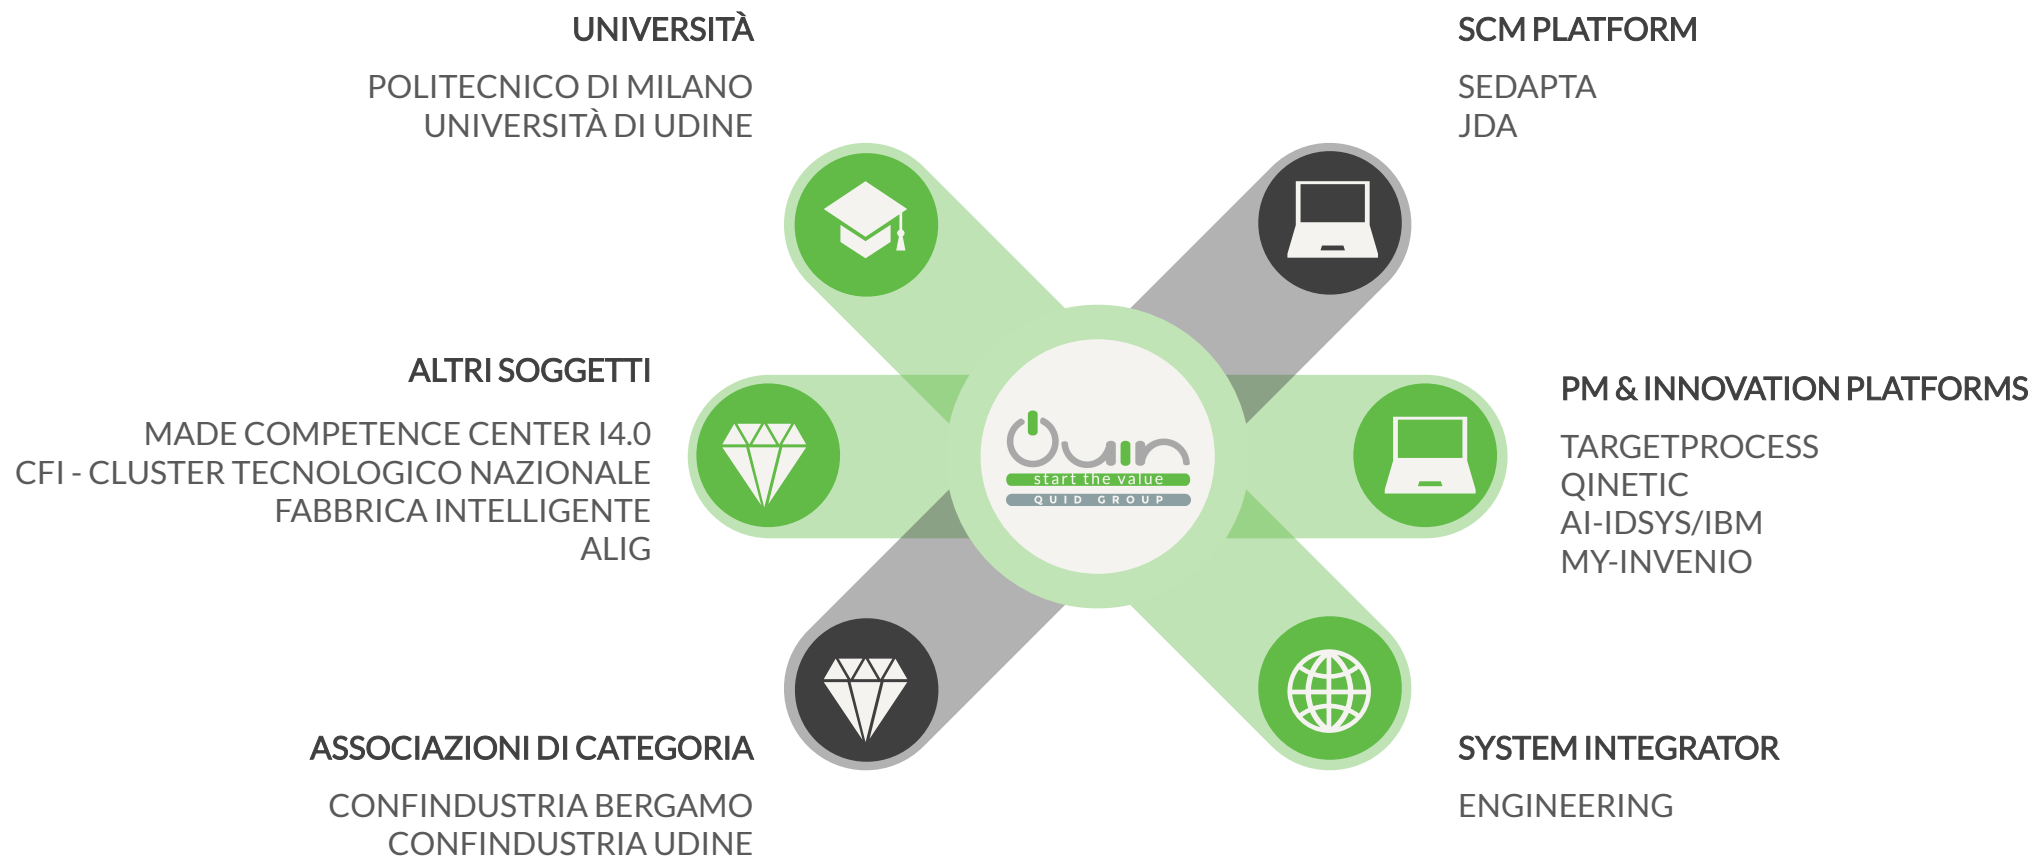 UNIVERSITÀ
POLITECNICO DI MILANO
UNIVERSITÀ DI UDINE
SCM PLATFORM
SEDAPTA
JDA
ALTRI SOGGETTI
MADE COMPETENCE CENTER I4.0
CFI - CLUSTER TECNOLOGICO NAZIONALE
FABBRICA INTELLIGENTE
ALIG
Quin
start the value
QUID GROUP
PM & INNOVATION PLATFORMS
TARGETPROCESS
QINETIC
AI-IDSYS/IBM
MY-INVENIO
ASSOCIAZIONI DI CATEGORIA
CONFINDUSTRIA BERGAMO
CONFINDUSTRIA UDINE
SYSTEM INTEGRATOR
ENGINEERING